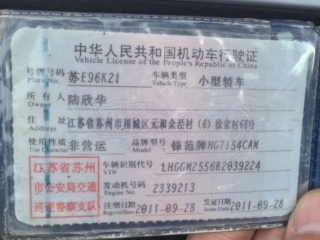 中华人民共和国机动车行驶证
Vehicle License of the People's Republic of China
号牌号码 苏E96K21 车辆类型 小型轿车
Plate No. Vehicle Type
所有人 陆欣华
Owner
住址 江苏省苏州市相城区元和众泾村(6)徐家村68号
Address
使用性质 非营运 品牌型号 锋范牌HG7154CAM
Use Character Model
江苏省苏州 车辆识别代号 LHGGM2556B2039224
VIN
市公安局交通 发动机号码 2339213
Engine No.
巡逻警察支队 注册日期 2011-09-28 发证日期 2011-09-28
Register Date Issue Date